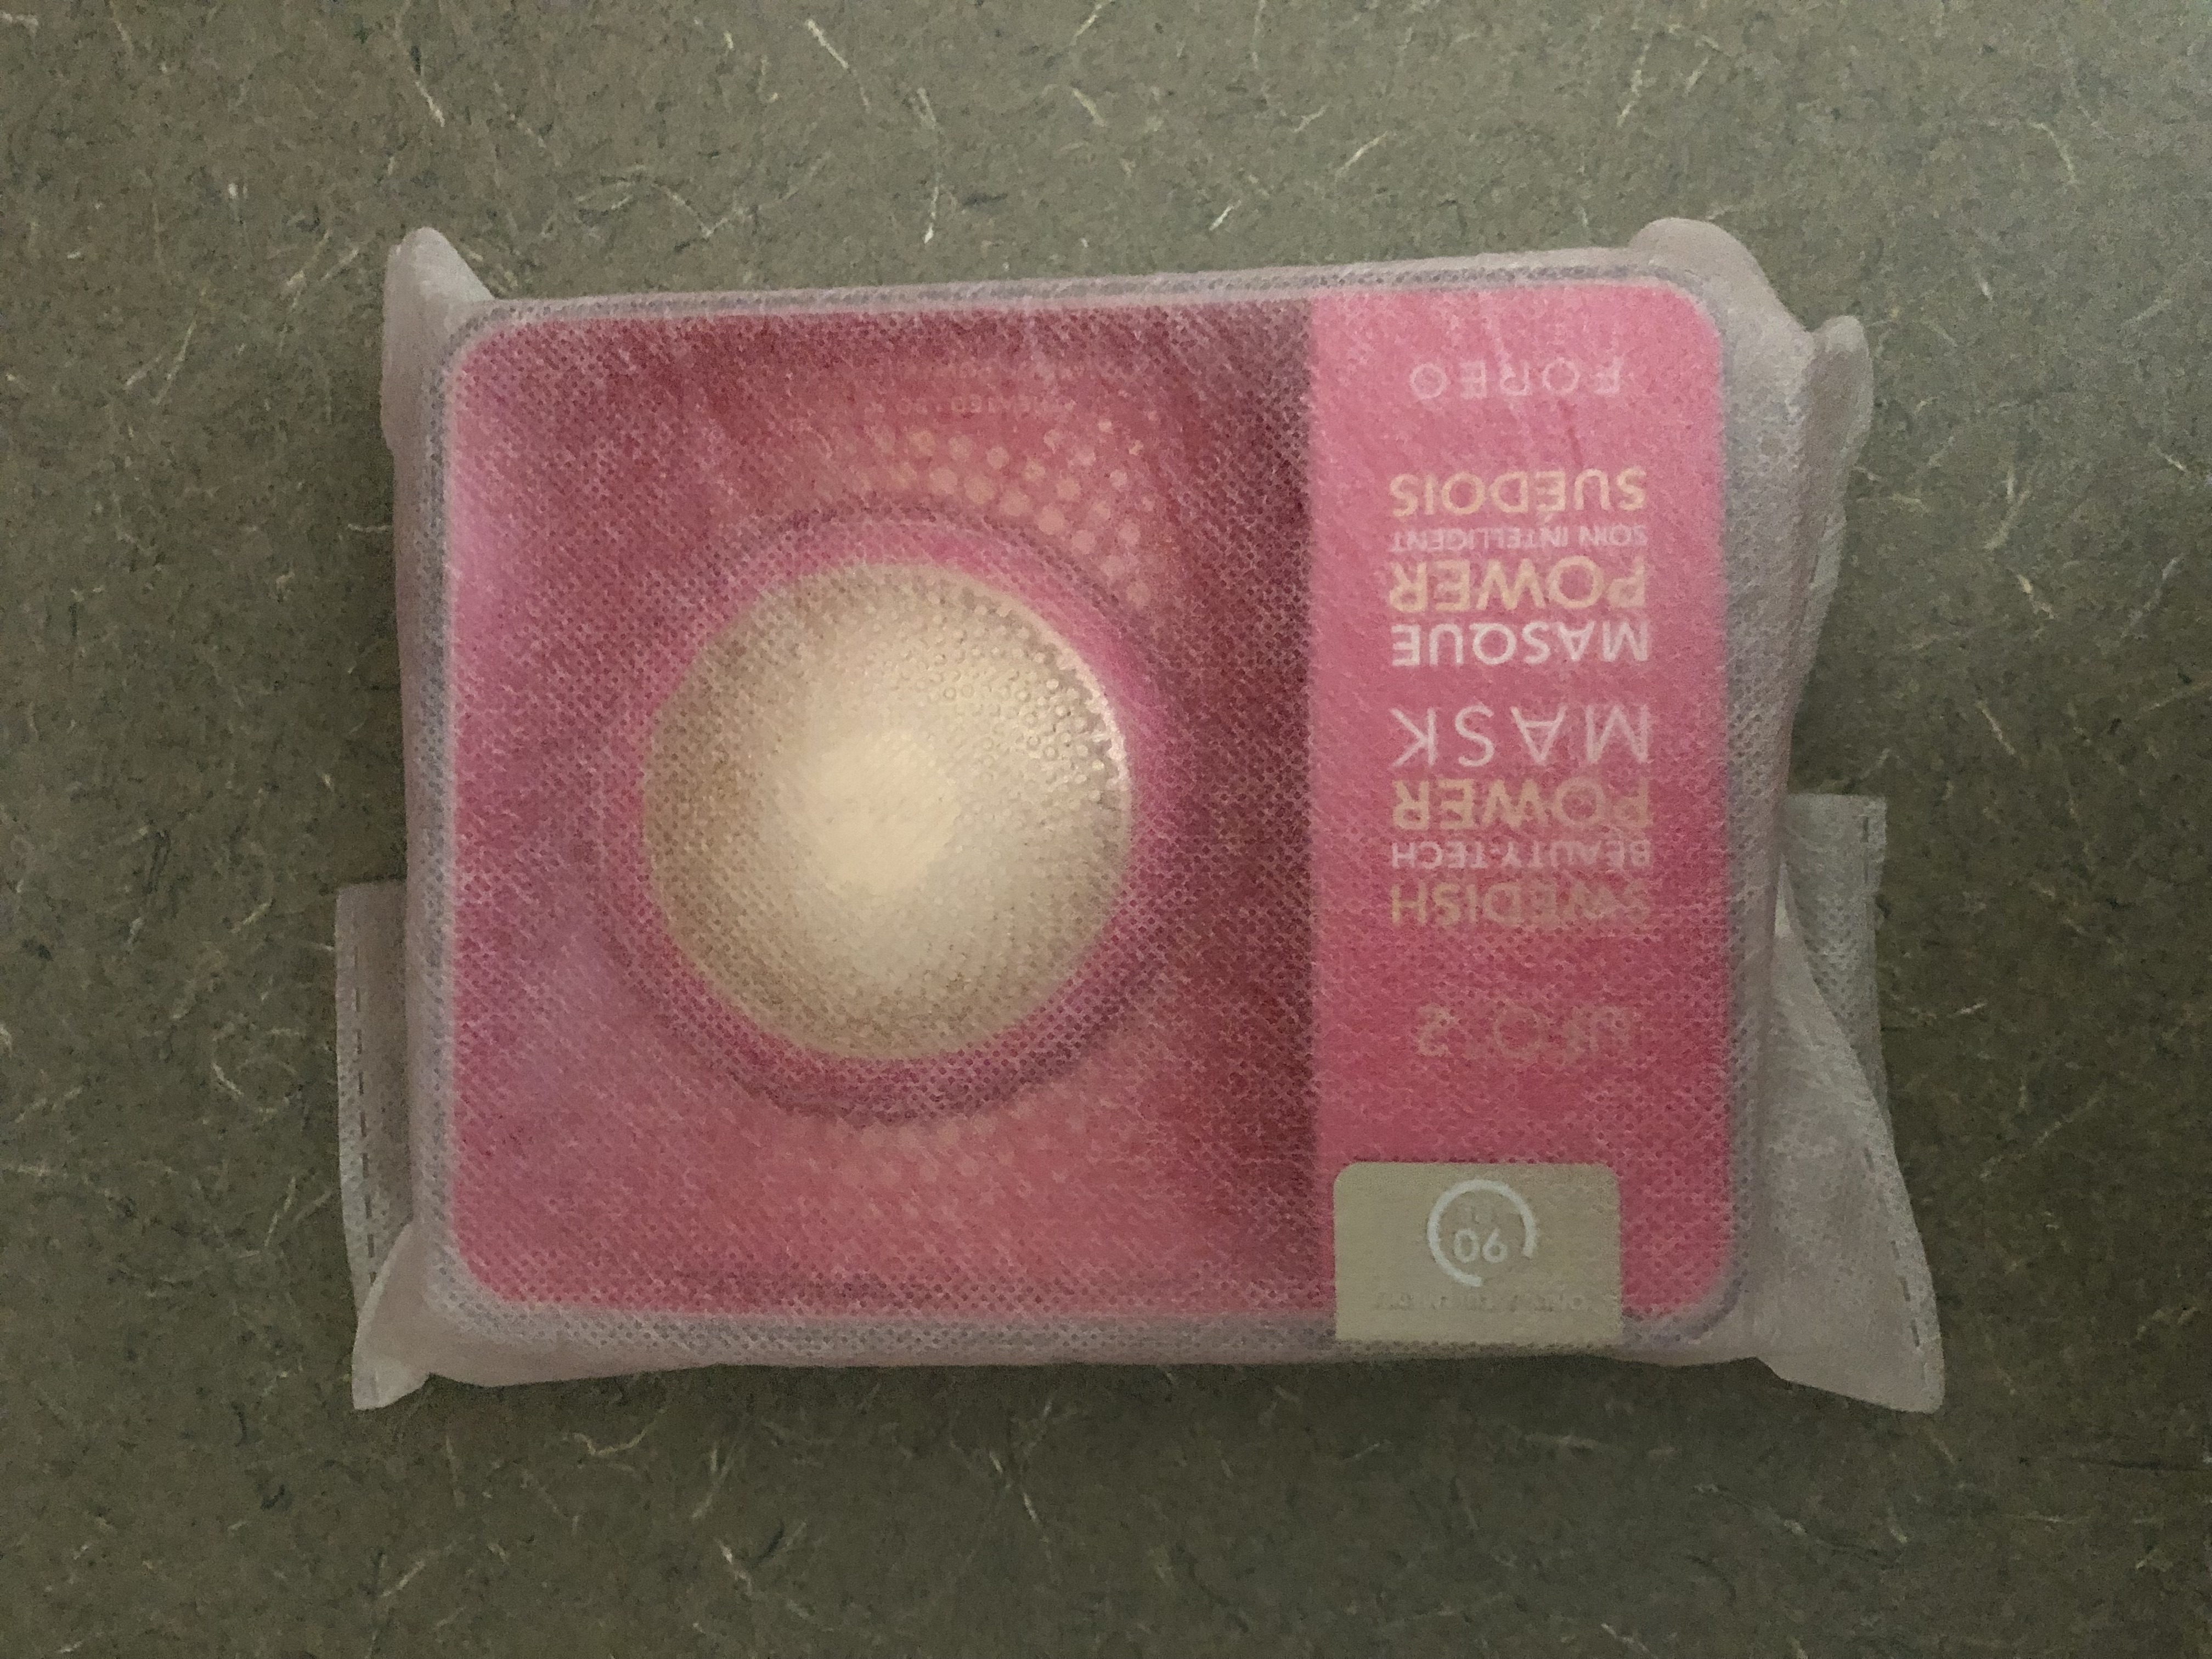 90
UFO 2
SWEDISH
BEAUTY-TECH
POWER
MASK
MASQUE
POWER
SOIN INTELLIGENT
SUÉDOIS
FOREO